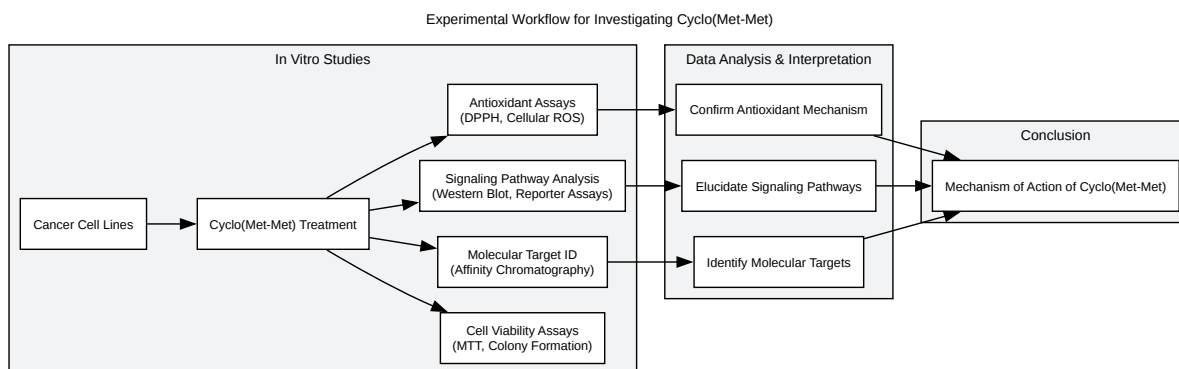 Experimental Workflow for Investigating Cyclo(Met-Met)
In Vitro Studies
Cancer Cell Lines
Cyclo(Met-Met) Treatment
Antioxidant Assays
(DPPH, Cellular ROS)
Signaling Pathway Analysis
(Western Blot, Reporter Assays)
Molecular Target ID
(Affinity Chromatography)
Cell Viability Assays
(MTT, Colony Formation)
Data Analysis & Interpretation
Confirm Antioxidant Mechanism
Elucidate Signaling Pathways
Identify Molecular Targets
Conclusion
Mechanism of Action of Cyclo(Met-Met)